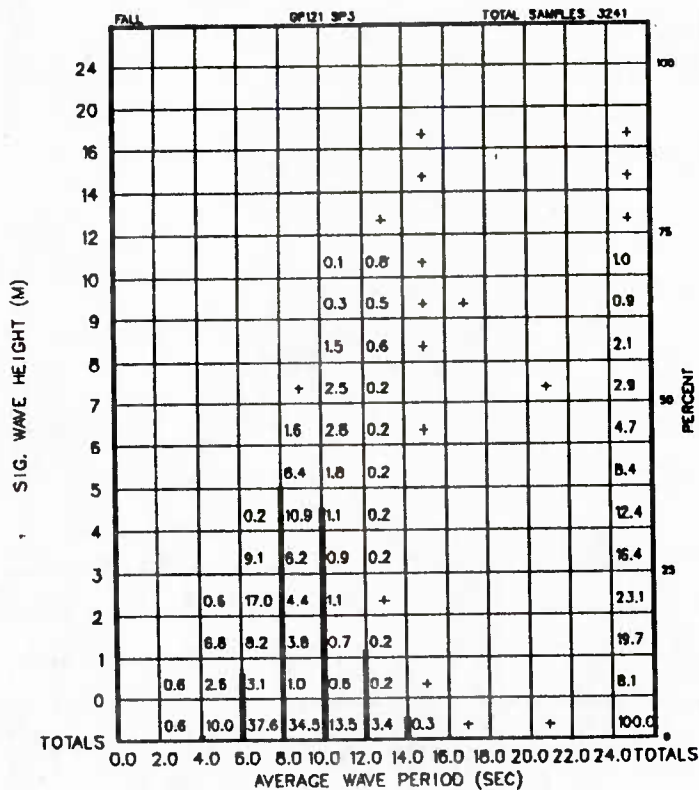 FALL GP121 SP3 TOTAL SAMPLES 3241
24
100
20
+ +
16
+ +
14
+ +
12
75
0.1 0.8 + 1.0
10
0.3 0.5 + + 0.9
9
1.5 0.6 + 2.1
8
+ 2.5 0.2 + 2.9
7
50
1.6 2.8 0.2 + 4.7
6
6.4 1.8 0.2 8.4
5
0.2 10.9 1.1 0.2 12.4
4
9.1 6.2 0.9 0.2 16.4
3
25
0.6 17.0 4.4 1.1 + 23.1
2
6.8 8.2 3.8 0.7 0.2 19.7
1
0.6 2.6 3.1 1.0 0.6 0.2 + 8.1
0
0.6 10.0 37.6 34.5 13.5 3.4 0.3 + + 100.0
0
TOTALS
0.0 2.0 4.0 6.0 8.0 10.0 12.0 14.0 16.0 18.0 20.0 22.0 24.0 TOTALS
AVERAGE WAVE PERIOD (SEC)
SIG. WAVE HEIGHT (M)
PERCENT